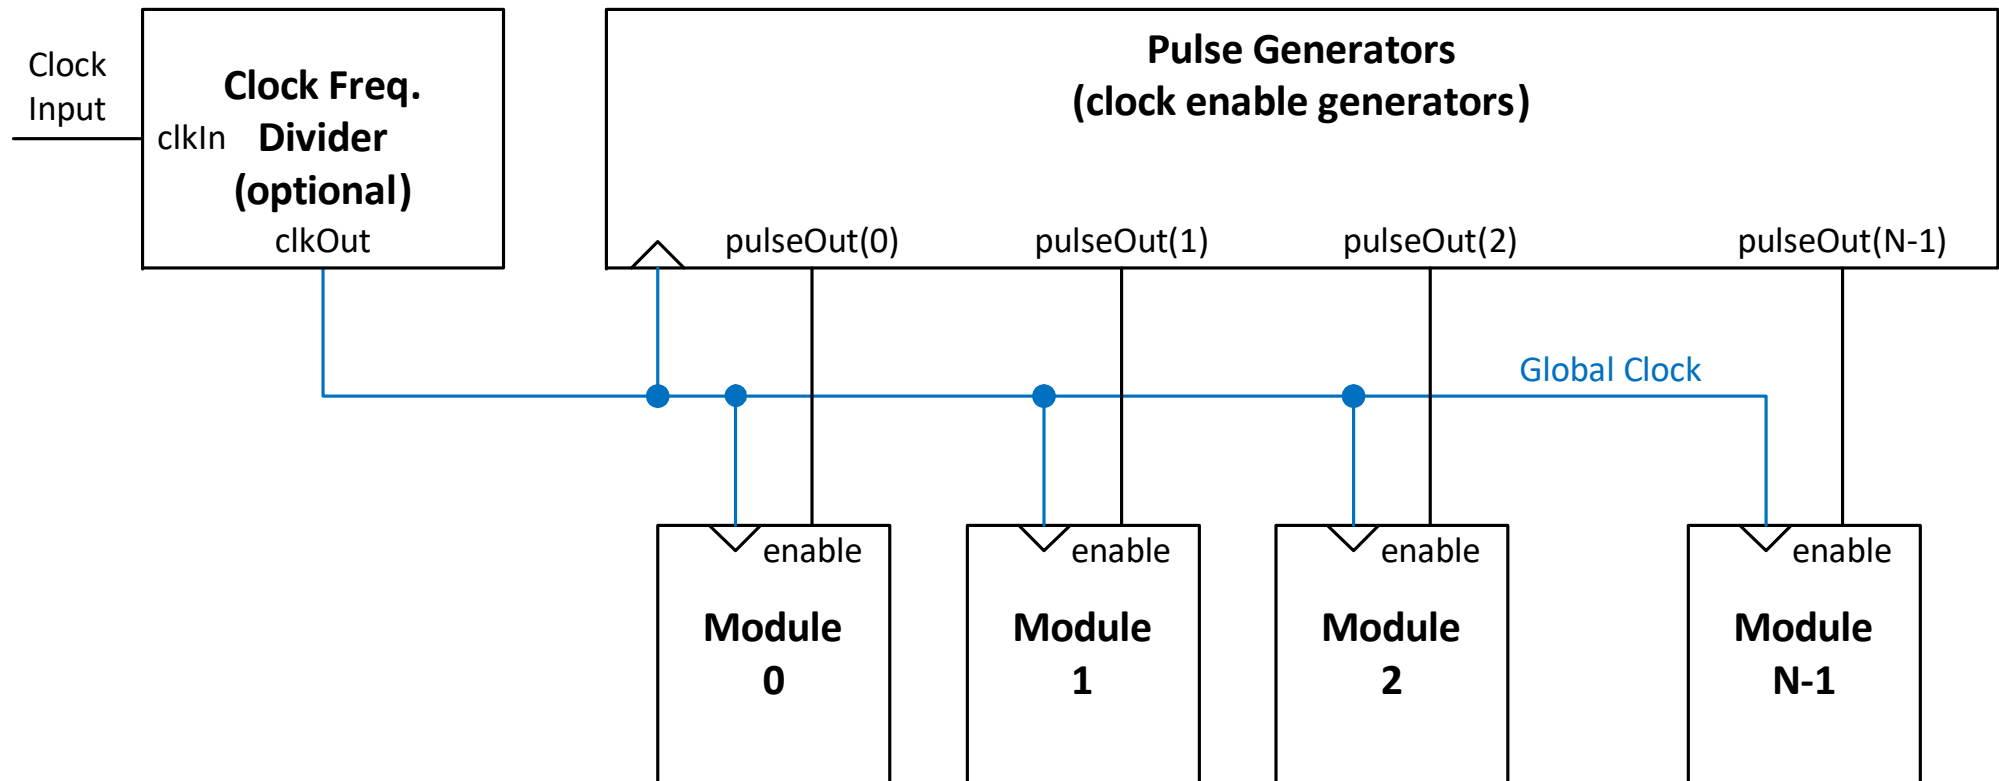 Clock
Input
clkIn
Clock Freq.
Divider
(optional)
clkOut
Pulse Generators
(clock enable generators)
pulseOut(0)
pulseOut(1)
pulseOut(2)
pulseOut(N-1)
Global Clock
enable
Module
0
enable
Module
1
enable
Module
2
enable
Module
N-1